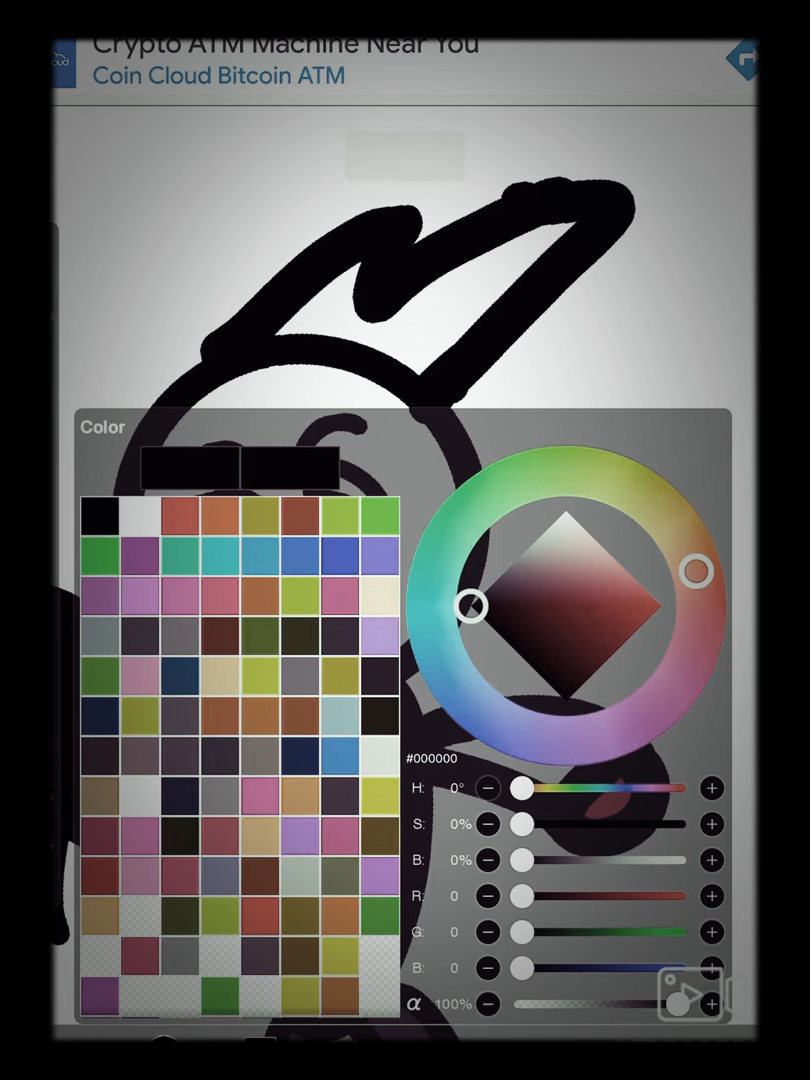 Crypto ATM Machine Near You
Coin Cloud Bitcoin ATM
Color
#000000
H: 0°
S: 0%
B: 0%
R: 0
G: 0
B: 0
α 100%